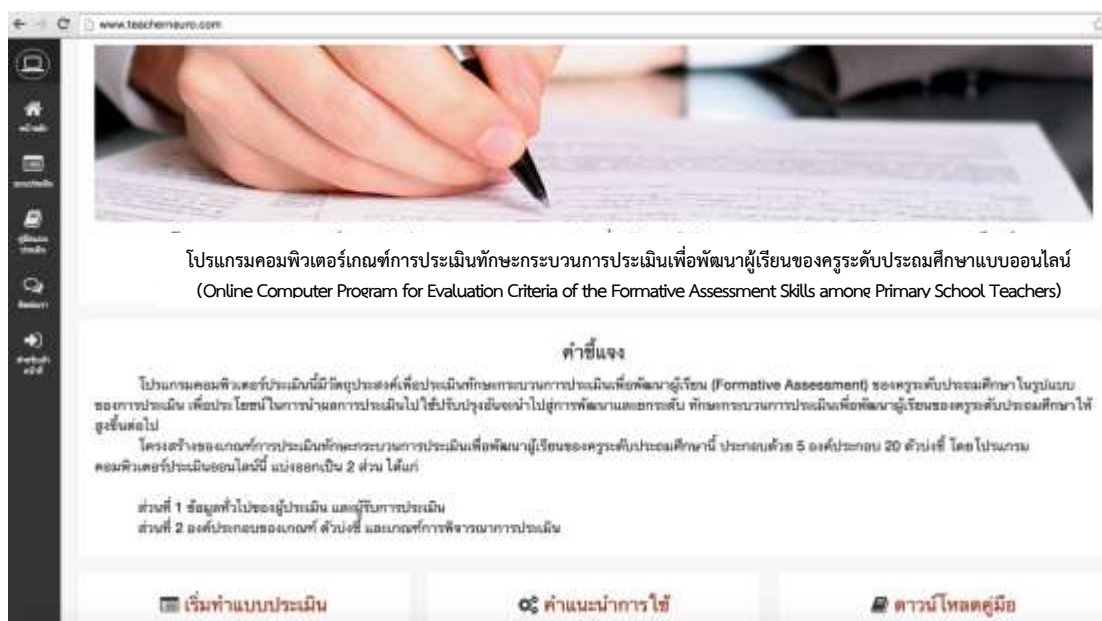 www.teacherneuro.com
หน้าหลัก
โปรแกรมคอมพิวเตอร์เกณฑ์การประเมินทักษะกระบวนการประเมินเพื่อพัฒนาผู้เรียนของครูระดับประถมศึกษาแบบออนไลน์
(Online Computer Program for Evaluation Criteria of the Formative Assessment Skills among Primary School Teachers)
คำชี้แจง
โปรแกรมคอมพิวเตอร์ประเมินนี้มีวัตถุประสงค์เพื่อประเมินทักษะกระบวนการประเมินเพื่อพัฒนาผู้เรียน (Formative Assessment) ของครูระดับประถมศึกษา ในรูปแบบ
ของการประเมิน เพื่อประโยชน์ในการนำผลการประเมินไปใช้ปรับปรุงอันจะนำไปสู่การพัฒนาและยกระดับ ทักษะกระบวนการประเมินเพื่อพัฒนาผู้เรียนของครูระดับประถมศึกษาให้
สูงขึ้นต่อไป
โครงสร้างของเกณฑ์การประเมินทักษะกระบวนการประเมินเพื่อพัฒนาผู้เรียนของครูระดับประถมศึกษานี้ ประกอบด้วย 5 องค์ประกอบ 20 ตัวบ่งชี้ โดยโปรแกรม
คอมพิวเตอร์ประเมินออนไลน์นี้ แบ่งออกเป็น 2 ส่วน ได้แก่
ส่วนที่ 1 ข้อมูลทั่วไปของผู้ประเมิน และผู้รับการประเมิน
ส่วนที่ 2 องค์ประกอบของเกณฑ์ ตัวบ่งชี้ และเกณฑ์การพิจารณาการประเมิน
เริ่มทำแบบประเมิน
คำแนะนำการใช้
ดาวน์โหลดคู่มือ